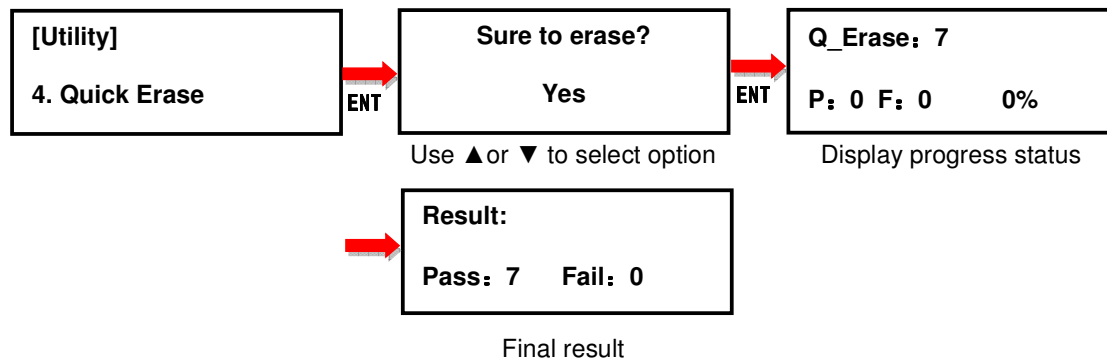 [Utility]
4. Quick Erase
ENT
Sure to erase?
Yes
Use ▲or ▼ to select option
ENT
Q_Erase：7
P：0 F：0 0%
Display progress status
Result:
Pass：7 Fail：0
Final result